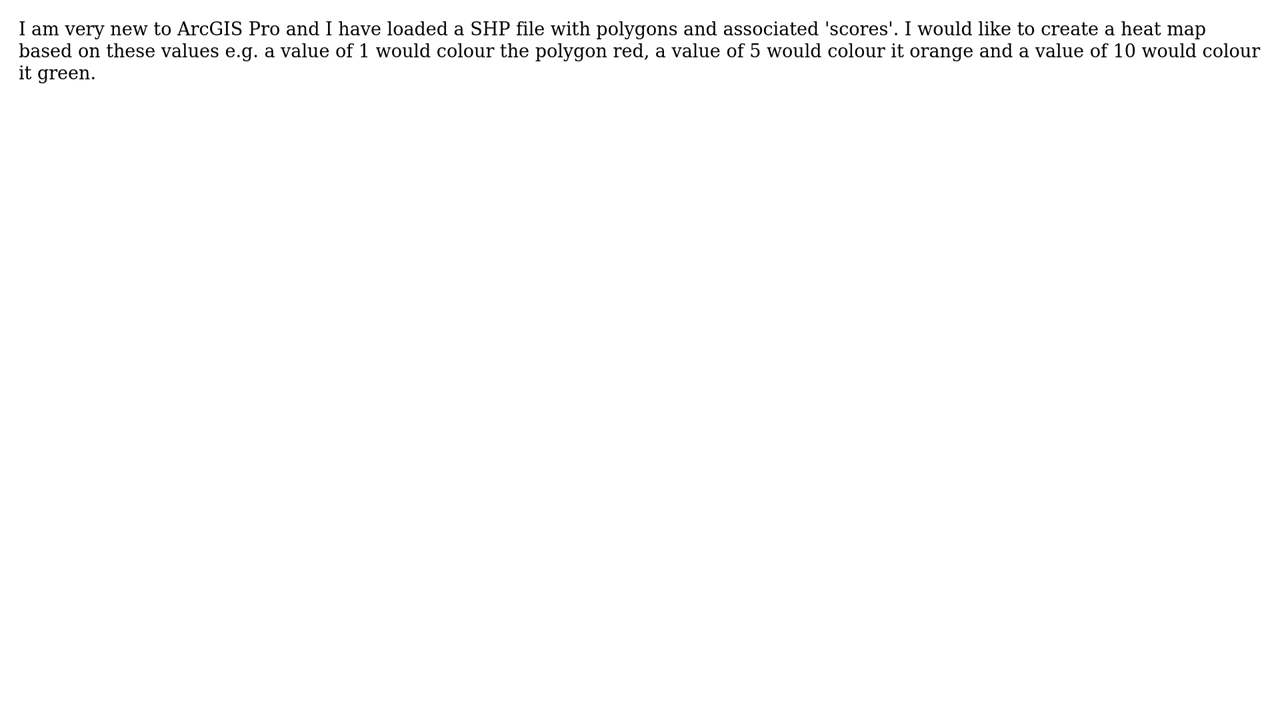 I am very new to ArcGIS Pro and I have loaded a SHP file with polygons and associated 'scores'. I would like to create a heat map
based on these values e.g. a value of 1 would colour the polygon red, a value of 5 would colour it orange and a value of 10 would colour
it green.